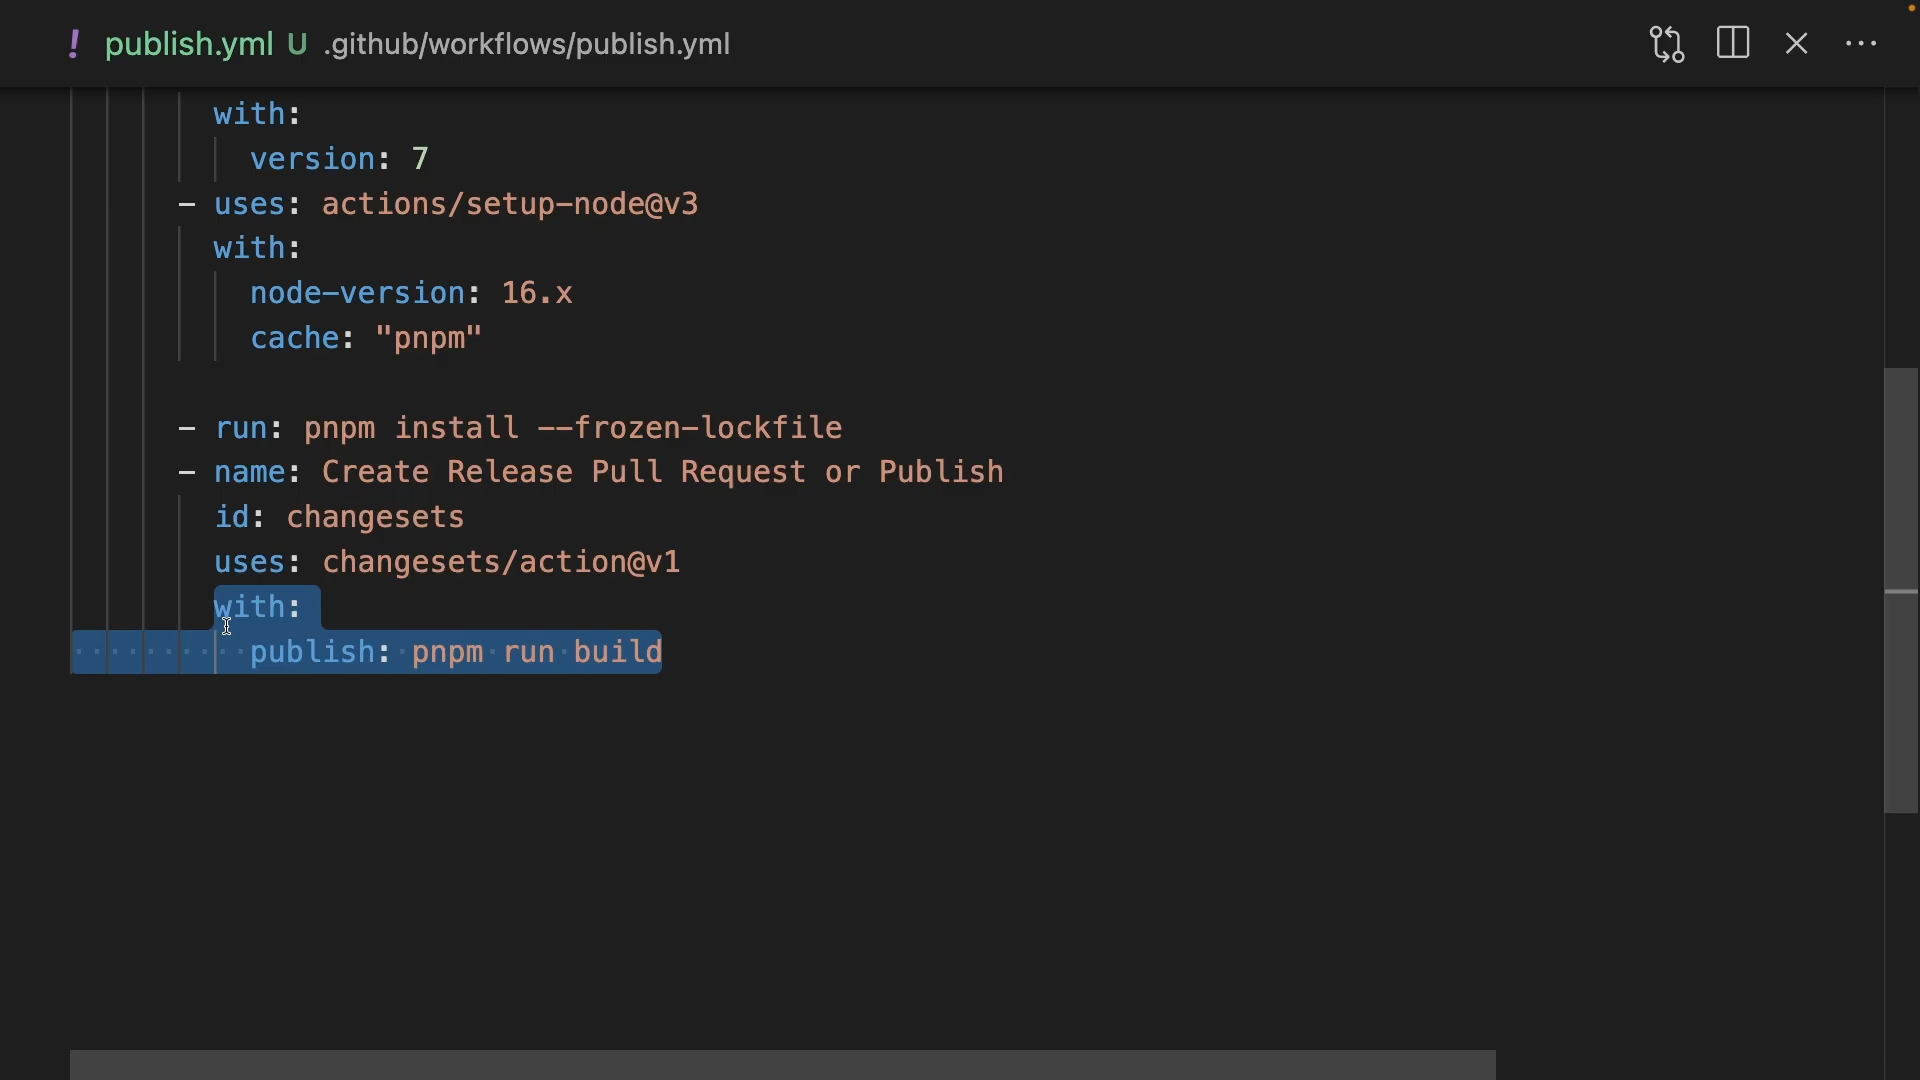 ! publish.yml U .github/workflows/publish.yml
with:
version: 7
- uses: actions/setup-node@v3
with:
node-version: 16.x
cache: "pnpm"
- run: pnpm install --frozen-lockfile
- name: Create Release Pull Request or Publish
id: changesets
uses: changesets/action@v1
with:
publish: pnpm run build